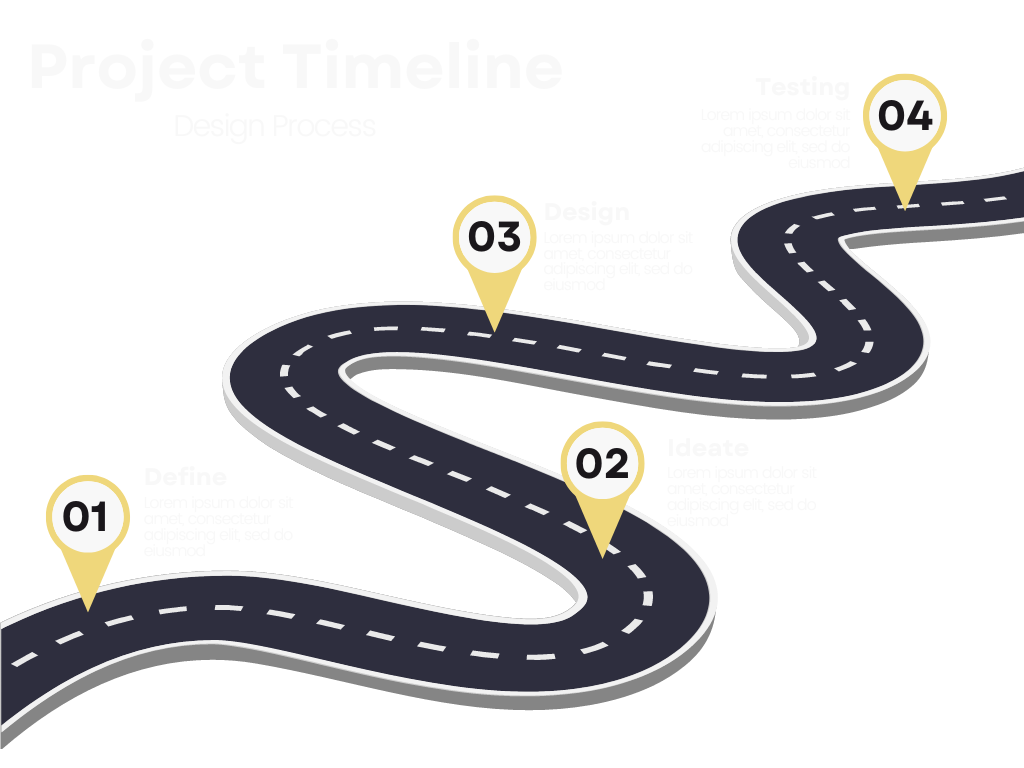 Project Timeline
Design Process
01
Define
Lorem ipsum dolor sit
amet, consectetur
adipiscing elit, sed do
eiusmod
02
Ideate
Lorem ipsum dolor sit
amet, consectetur
adipiscing elit, sed do
eiusmod
03
Design
Lorem ipsum dolor sit
amet, consectetur
adipiscing elit, sed do
eiusmod
04
Testing
Lorem ipsum dolor sit
amet, consectetur
adipiscing elit, sed do
eiusmod